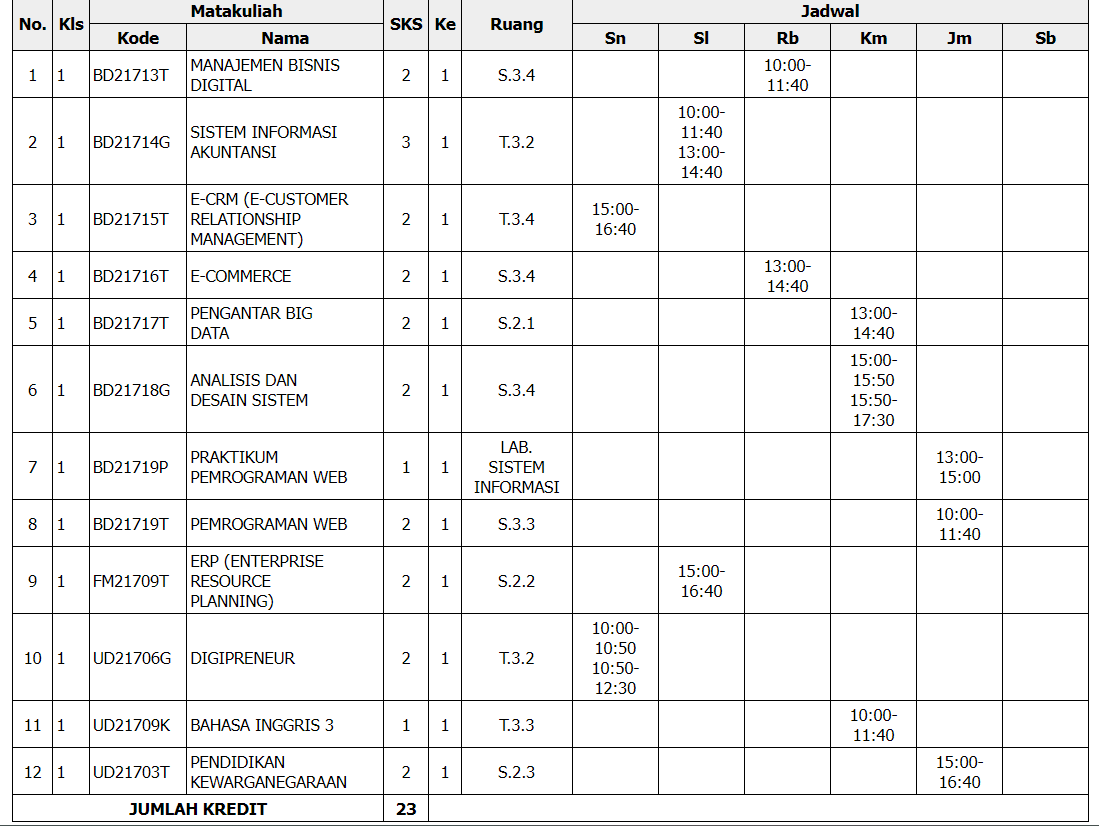 No. Kls Matakuliah SKS Ke Ruang Jadwal
Kode Nama Sn Sl Rb Km Jm Sb
1 1 BD21713T MANAJEMEN BISNIS DIGITAL 2 1 S.3.4 10:00-11:40
2 1 BD21714G SISTEM INFORMASI AKUNTANSI 3 1 T.3.2 10:00-11:40 13:00-14:40
3 1 BD21715T E-CRM (E-CUSTOMER RELATIONSHIP MANAGEMENT) 2 1 T.3.4 15:00-16:40
4 1 BD21716T E-COMMERCE 2 1 S.3.4 13:00-14:40
5 1 BD21717T PENGANTAR BIG DATA 2 1 S.2.1 13:00-14:40
6 1 BD21718G ANALISIS DAN DESAIN SISTEM 2 1 S.3.4 15:00-15:50 15:50-17:30
7 1 BD21719P PRAKTIKUM PEMROGRAMAN WEB 1 1 LAB. SISTEM INFORMASI 13:00-15:00
8 1 BD21719T PEMROGRAMAN WEB 2 1 S.3.3 10:00-11:40
9 1 FM21709T ERP (ENTERPRISE RESOURCE PLANNING) 2 1 S.2.2 15:00-16:40
10 1 UD21706G DIGIPRENEUR 2 1 T.3.2 10:00-10:50 10:50-12:30
11 1 UD21709K BAHASA INGGRIS 3 1 1 T.3.3 10:00-11:40
12 1 UD21703T PENDIDIKAN KEWARGANEGARAAN 2 1 S.2.3 15:00-16:40
JUMLAH KREDIT 23